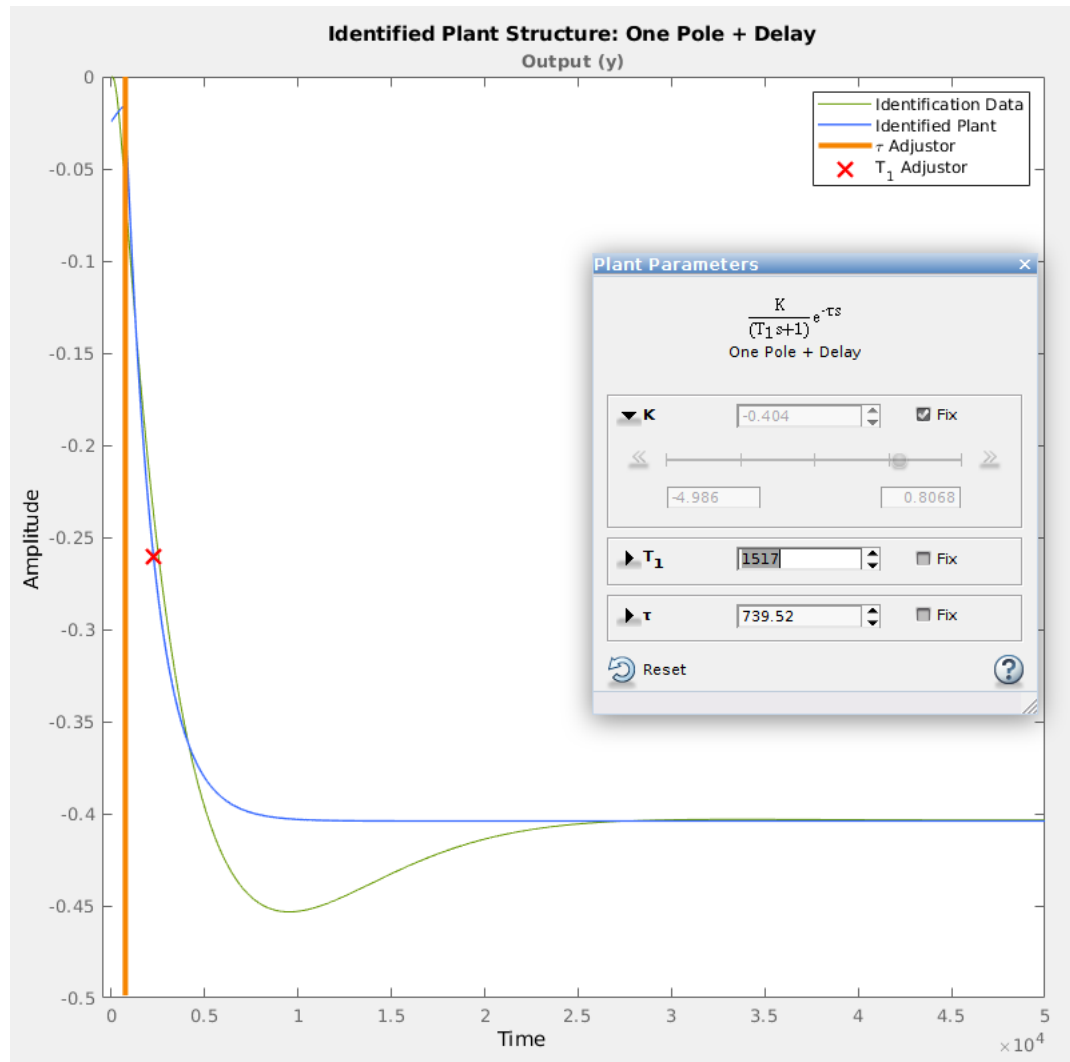 Identified Plant Structure: One Pole + Delay
Output (y)
Identification Data
Identified Plant
τ Adjustor
T1 Adjustor
0
-0.05
-0.1
-0.15
-0.2
-0.25
-0.3
-0.35
-0.4
-0.45
-0.5
Amplitude
Plant Parameters
K
(T1s+1)
e-τs
One Pole + Delay
K -0.404 Fix
-4.986 0.8068
T1 1517 Fix
τ 739.52 Fix
Reset ?
0 0.5 1 1.5 2 2.5 3 3.5 4 4.5 5
Time
×10^4